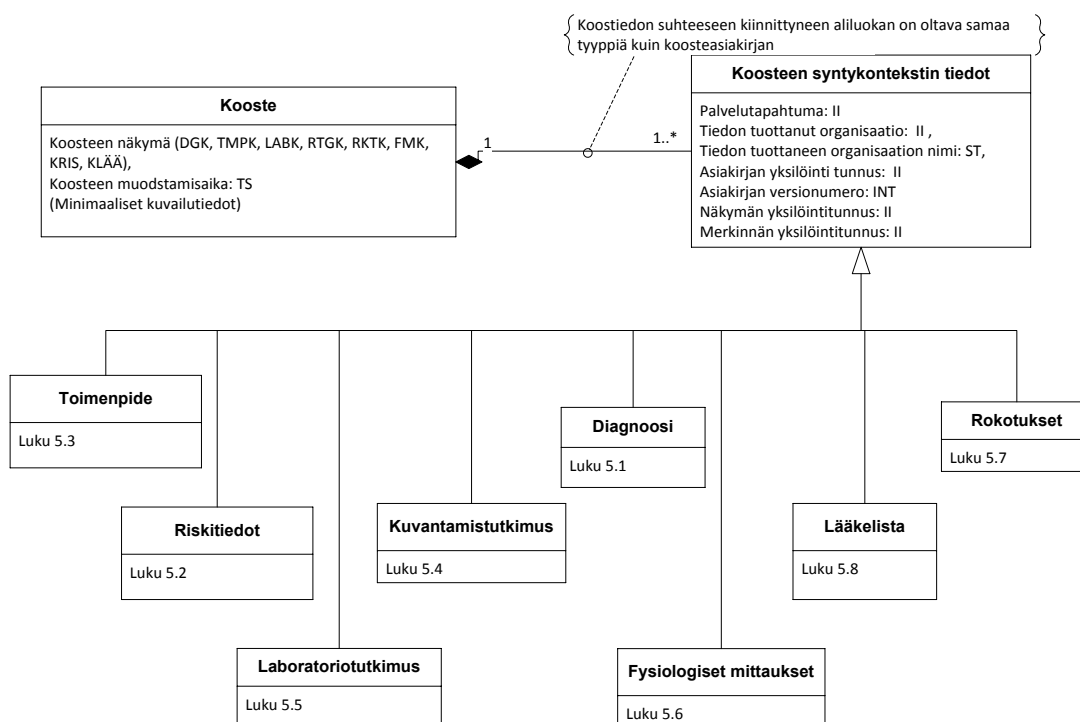 Koostiedon suhteeseen kiinnittyneen aliluokan on oltava samaa
tyyppiä kuin koosteasiakirjan
Kooste
Koosteen näkymä (DGK, TMPK, LABK, RTGK, RKTK, FMK,
KRIS, KLÄÄ),
Koosteen muodstamisaika: TS
(Minimaaliset kuvailutiedot)
1
1..*
Koosteen syntykontekstin tiedot
Palvelutapahtuma: II
Tiedon tuottanut organisaatio: II ,
Tiedon tuottaneen organisaation nimi: ST,
Asiakirjan yksilöinti tunnus: II
Asiakirjan versionumero: INT
Näkymän yksilöintitunnus: II
Merkinnän yksilöintitunnus: II
Toimenpide
Luku 5.3
Diagnoosi
Luku 5.1
Rokotukset
Luku 5.7
Riskitiedot
Luku 5.2
Kuvantamistutkimus
Luku 5.4
Lääkelista
Luku 5.8
Laboratoriotutkimus
Luku 5.5
Fysiologiset mittaukset
Luku 5.6